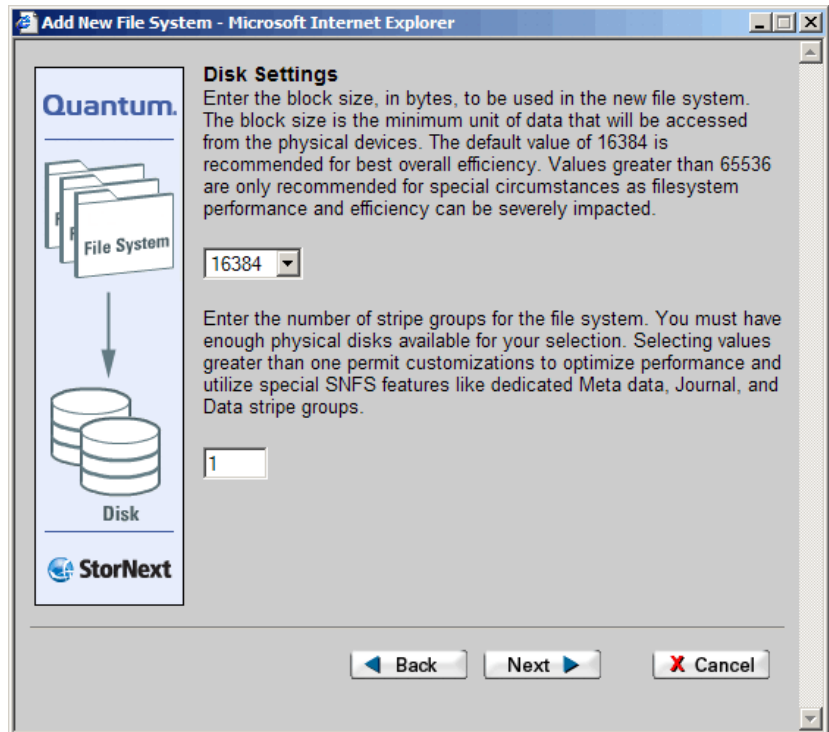 Add New File System - Microsoft Internet Explorer
Quantum.
File System
Disk
StorNext
Disk Settings
Enter the block size, in bytes, to be used in the new file system.
The block size is the minimum unit of data that will be accessed
from the physical devices. The default value of 16384 is
recommended for best overall efficiency. Values greater than 65536
are only recommended for special circumstances as filesystem
performance and efficiency can be severely impacted.
16384
Enter the number of stripe groups for the file system. You must have
enough physical disks available for your selection. Selecting values
greater than one permit customizations to optimize performance and
utilize special SNFS features like dedicated Meta data, Journal, and
Data stripe groups.
1
Back Next X Cancel